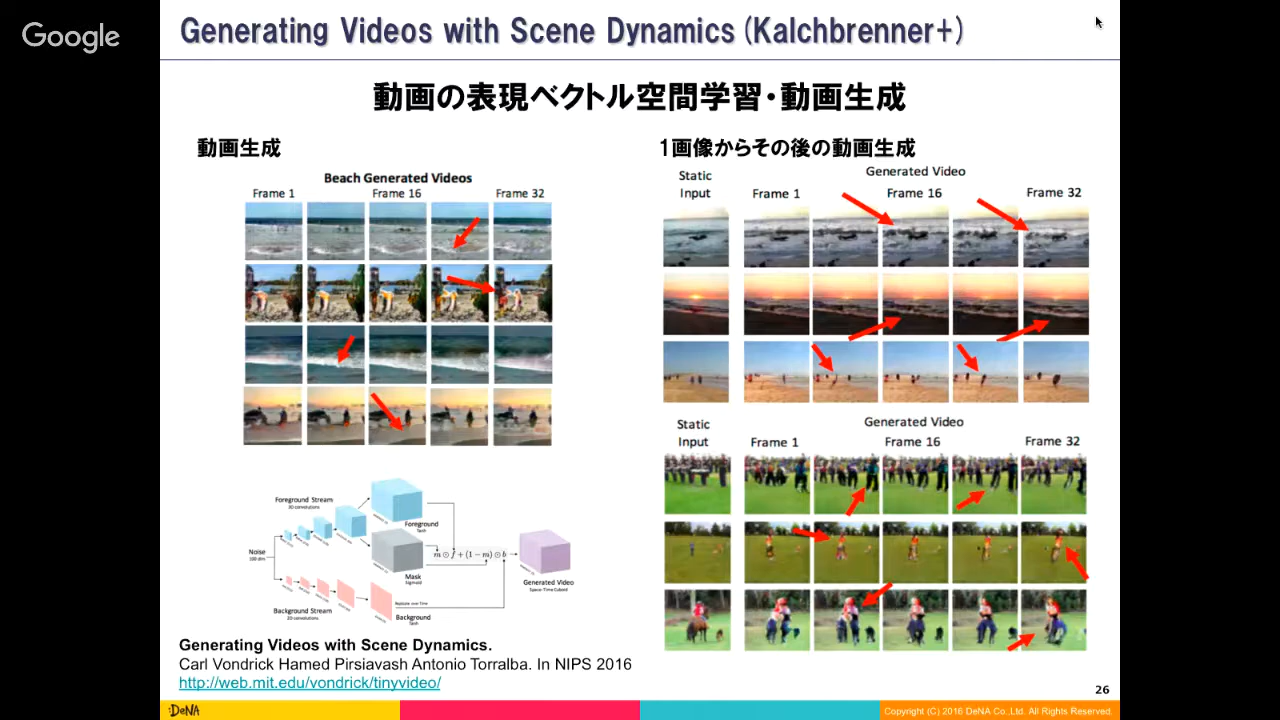 Google
Generating Videos with Scene Dynamics (Kalchbrenner+)
動画の表現ベクトル空間学習・動画生成
動画生成
Beach Generated Videos
Frame 1 Frame 16 Frame 32
Foreground Stream
3D convolutions
Noise
100 dim
Background Stream
2D convolutions
Foreground
Tanh
Mask
Sigmoid
m ⊙ f + (1 − m) ⊙ b
Replicate over Time
Background
Tanh
Generated Video
Space-Time Cuboid
Generating Videos with Scene Dynamics.
Carl Vondrick Hamed Pirsiavash Antonio Torralba. In NIPS 2016
http://web.mit.edu/vondrick/tinyvideo/
1画像からその後の動画生成
Static
Input
Generated Video
Frame 1 Frame 16 Frame 32
Static
Input
Generated Video
Frame 1 Frame 16 Frame 32
26
:DeNA
Copyright (C) 2016 DeNA Co.,Ltd. All Rights Reserved.